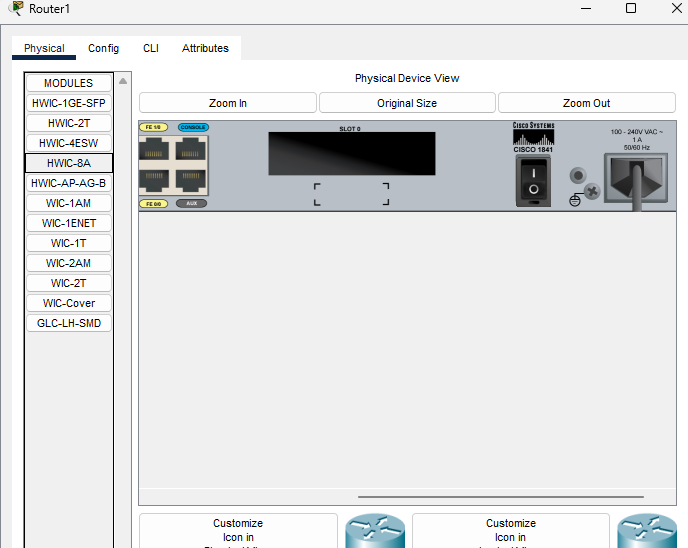 Router1
Physical
Config
CLI
Attributes
MODULES
HWIC-1GE-SFP
HWIC-2T
HWIC-4ESW
HWIC-8A
HWIC-AP-AG-B
WIC-1AM
WIC-1ENET
WIC-1T
WIC-2AM
WIC-2T
WIC-Cover
GLC-LH-SMD
Physical Device View
Zoom In
Original Size
Zoom Out
FE 1/0
CONSOLE
FE 0/0
AUX
SLOT 0
CISCO SYSTEMS
CISCO 1841
I
O
100 - 240V VAC ~
1 A
50/60 Hz
Customize
Icon in
Customize
Icon in